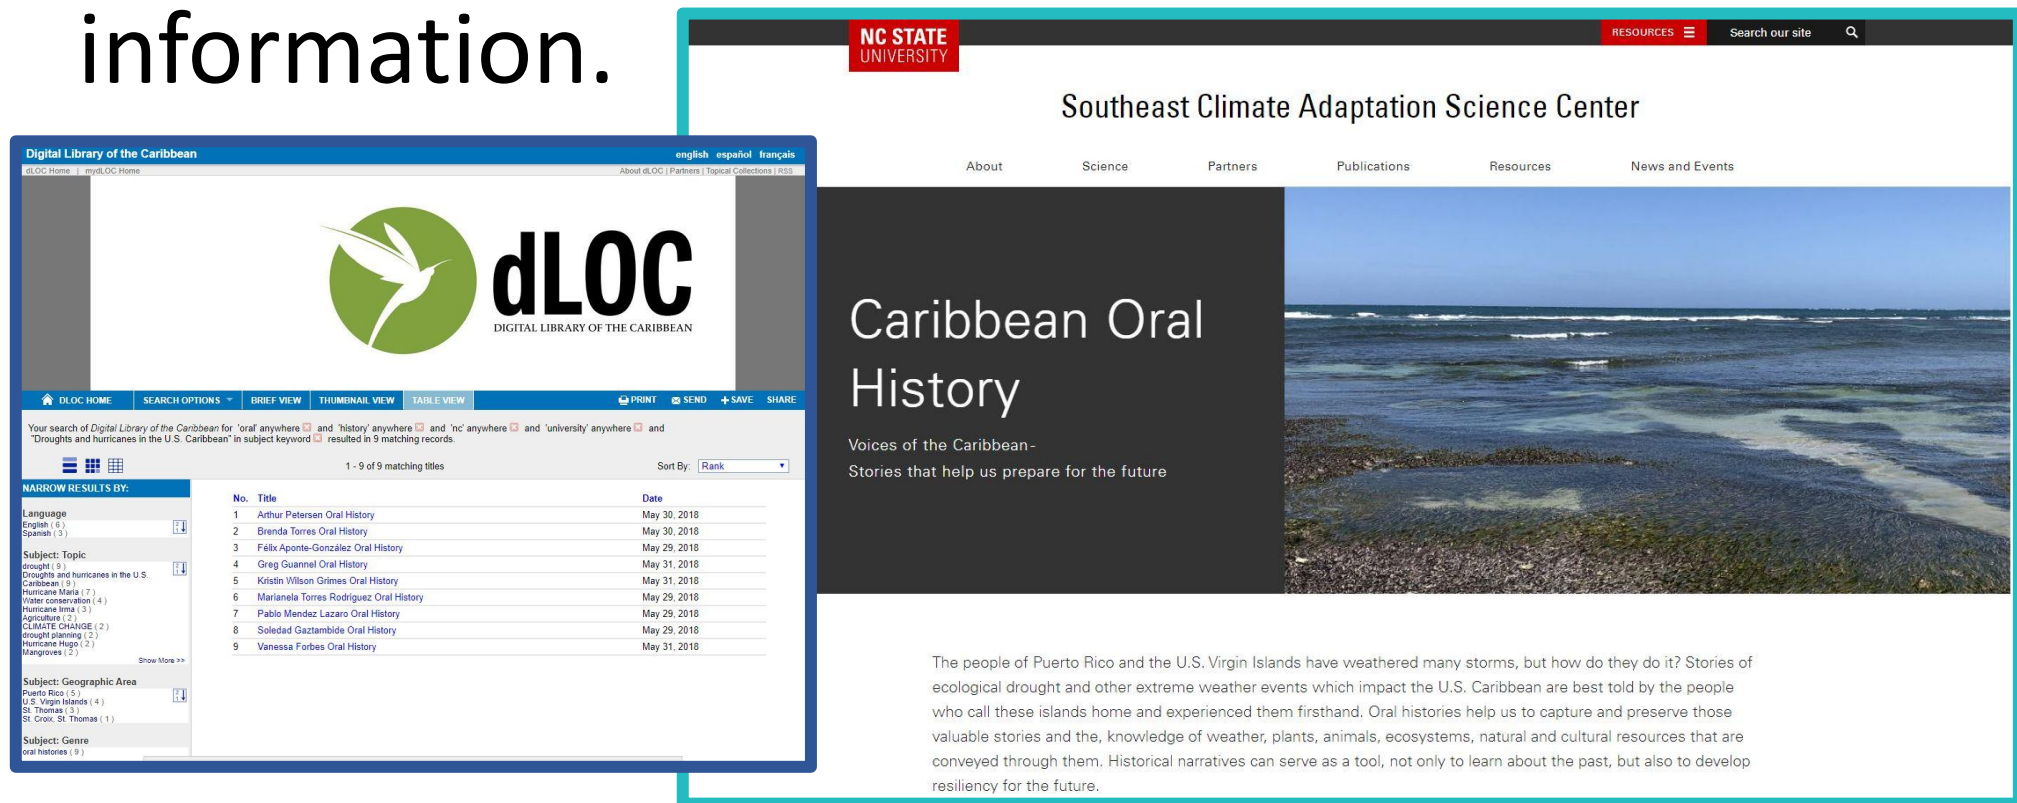 information.
Digital Library of the Caribbean
english español français
dLOC Home | myDLOC Home
About dLOC | Partners | Topical Collections | RSS
dLOC
DIGITAL LIBRARY OF THE CARIBBEAN
DLOC HOME SEARCH OPTIONS BRIEF VIEW THUMBNAIL VIEW TABLE VIEW PRINT SEND SAVE SHARE
Your search of Digital Library of the Caribbean for 'oral' anywhere and 'history' anywhere and 'nc' anywhere and 'university' anywhere and
"Droughts and hurricanes in the U.S. Caribbean" in subject keyword resulted in 9 matching records.
1 - 9 of 9 matching titles
Sort By: Rank
NARROW RESULTS BY:
Language
English ( 6 )
Spanish ( 3 )
Subject: Topic
drought ( 9 )
Droughts and hurricanes in the U.S.
Caribbean ( 9 )
Hurricane Maria ( 7 )
Water conservation ( 4 )
Hurricane Irma ( 3 )
Agriculture ( 2 )
CLIMATE CHANGE ( 2 )
drought planning ( 2 )
Hurricane Hugo ( 2 )
Mangroves ( 2 )
Show More >>
Subject: Geographic Area
Puerto Rico ( 5 )
U.S. Virgin Islands ( 4 )
St. Thomas ( 3 )
St. Croix, St. Thomas ( 1 )
Subject: Genre
oral histories ( 9 )
No. Title Date
1 Arthur Petersen Oral History May 30, 2018
2 Brenda Torres Oral History May 30, 2018
3 Félix Aponte-González Oral History May 29, 2018
4 Greg Guannel Oral History May 31, 2018
5 Kristin Wilson Grimes Oral History May 31, 2018
6 Marianela Torres Rodriguez Oral History May 29, 2018
7 Pablo Mendez Lazaro Oral History May 29, 2018
8 Soledad Gaztambide Oral History May 29, 2018
9 Vanessa Forbes Oral History May 31, 2018
NC STATE
UNIVERSITY
RESOURCES Search our site
Southeast Climate Adaptation Science Center
About Science Partners Publications Resources News and Events
Caribbean Oral
History
Voices of the Caribbean-
Stories that help us prepare for the future
The people of Puerto Rico and the U.S. Virgin Islands have weathered many storms, but how do they do it? Stories of
ecological drought and other extreme weather events which impact the U.S. Caribbean are best told by the people
who call these islands home and experienced them firsthand. Oral histories help us to capture and preserve those
valuable stories and the, knowledge of weather, plants, animals, ecosystems, natural and cultural resources that are
conveyed through them. Historical narratives can serve as a tool, not only to learn about the past, but also to develop
resiliency for the future.